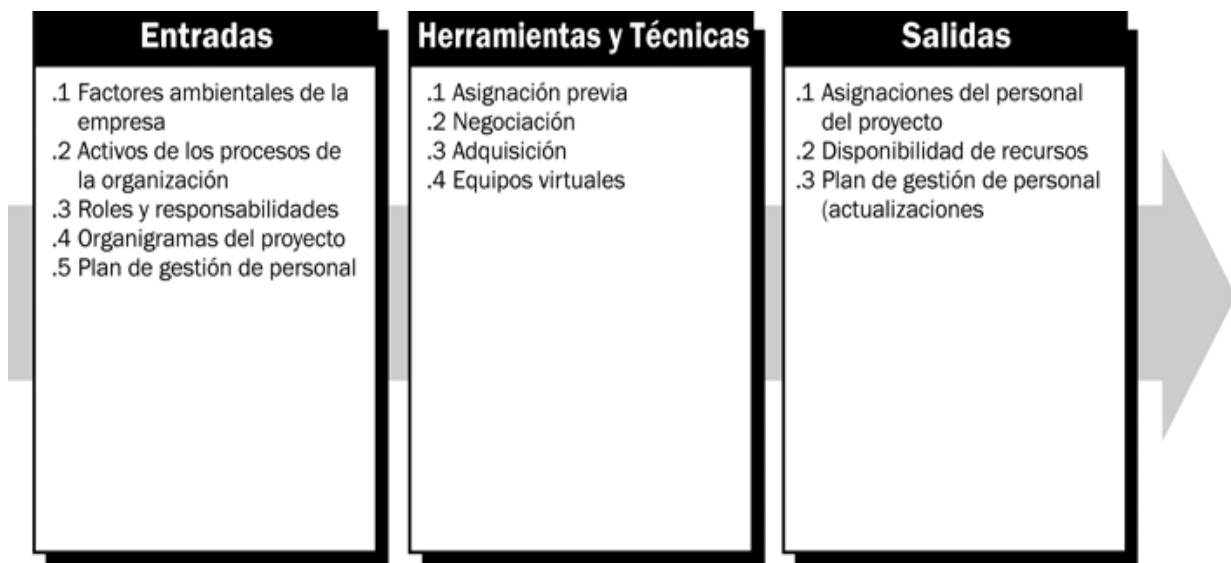 Entradas
.1 Factores ambientales de la
empresa
.2 Activos de los procesos de
la organización
.3 Roles y responsabilidades
.4 Organigramas del proyecto
.5 Plan de gestión de personal
Herramientas y Técnicas
.1 Asignación previa
.2 Negociación
.3 Adquisición
.4 Equipos virtuales
Salidas
.1 Asignaciones del personal
del proyecto
.2 Disponibilidad de recursos
.3 Plan de gestión de personal
(actualizaciones